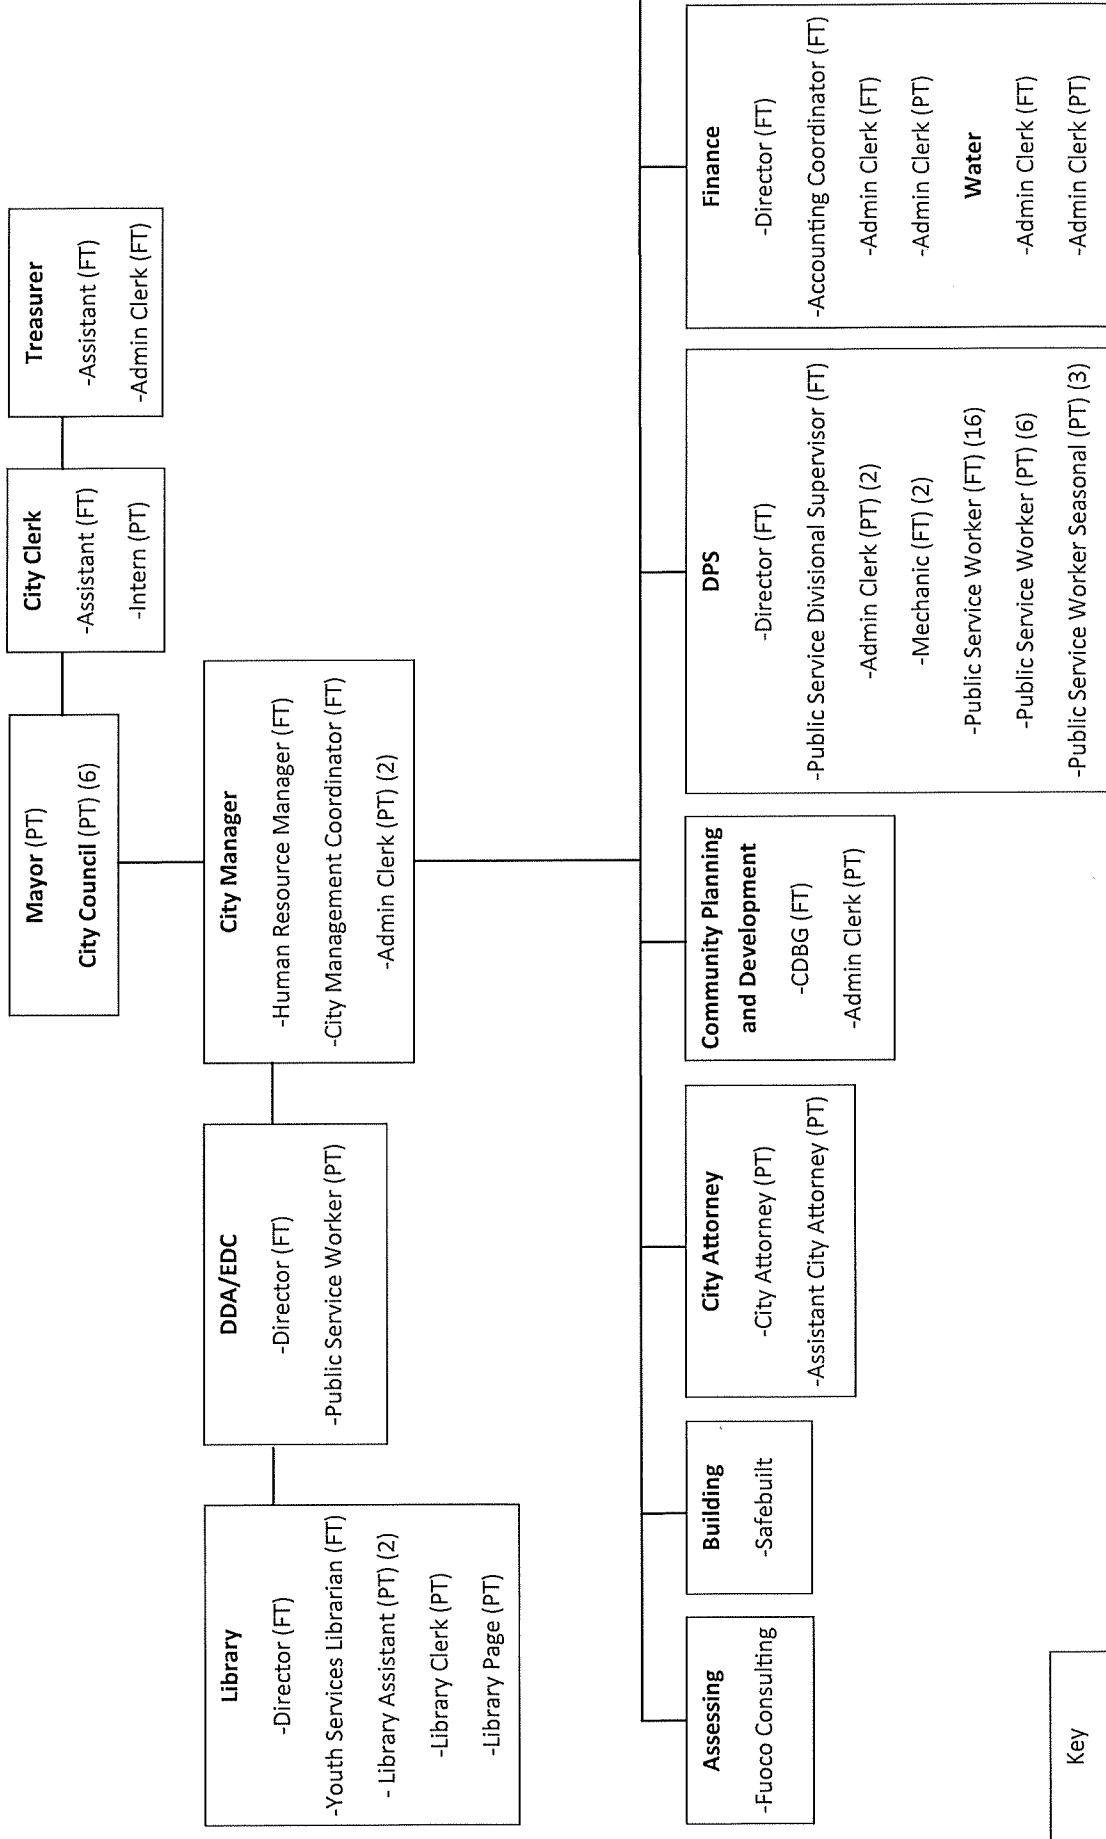 Mayor (PT)
City Council (PT) (6)
City Clerk
-Assistant (FT)
-Intern (PT)
Treasurer
-Assistant (FT)
-Admin Clerk (FT)
Library
-Director (FT)
-Youth Services Librarian (FT)
- Library Assistant (PT) (2)
-Library Clerk (PT)
-Library Page (PT)
DDA/EDC
-Director (FT)
-Public Service Worker (PT)
City Manager
-Human Resource Manager (FT)
-City Management Coordinator (FT)
-Admin Clerk (PT) (2)
Assessing
-Fuoco Consulting
Building
-Safebuilt
City Attorney
-City Attorney (PT)
-Assistant City Attorney (PT)
Community Planning
and Development
-CDBG (FT)
-Admin Clerk (PT)
DPS
-Director (FT)
-Public Service Divisional Supervisor (FT)
-Admin Clerk (PT) (2)
-Mechanic (FT) (2)
-Public Service Worker (FT) (16)
-Public Service Worker (PT) (6)
-Public Service Worker Seasonal (PT) (3)
Finance
-Director (FT)
-Accounting Coordinator (FT)
-Admin Clerk (FT)
-Admin Clerk (PT)
Water
-Admin Clerk (FT)
-Admin Clerk (PT)
Key